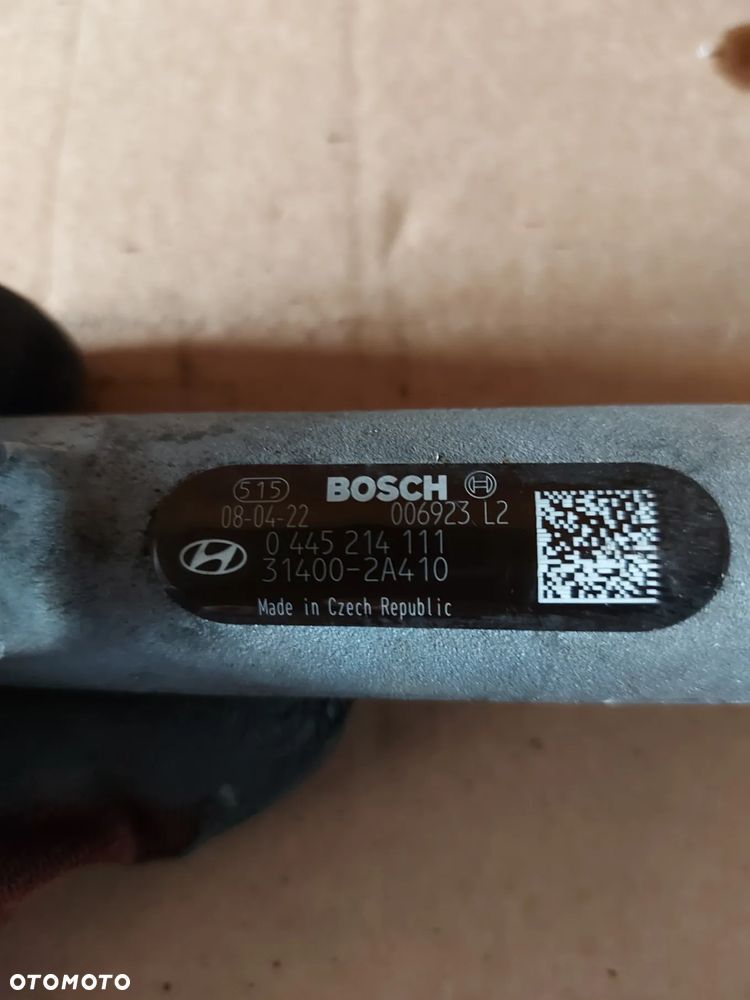 515 BOSCH
08-04-22 006923 L2
0 445 214 111
31400-2A410
Made in Czech Republic
OTOMOTO